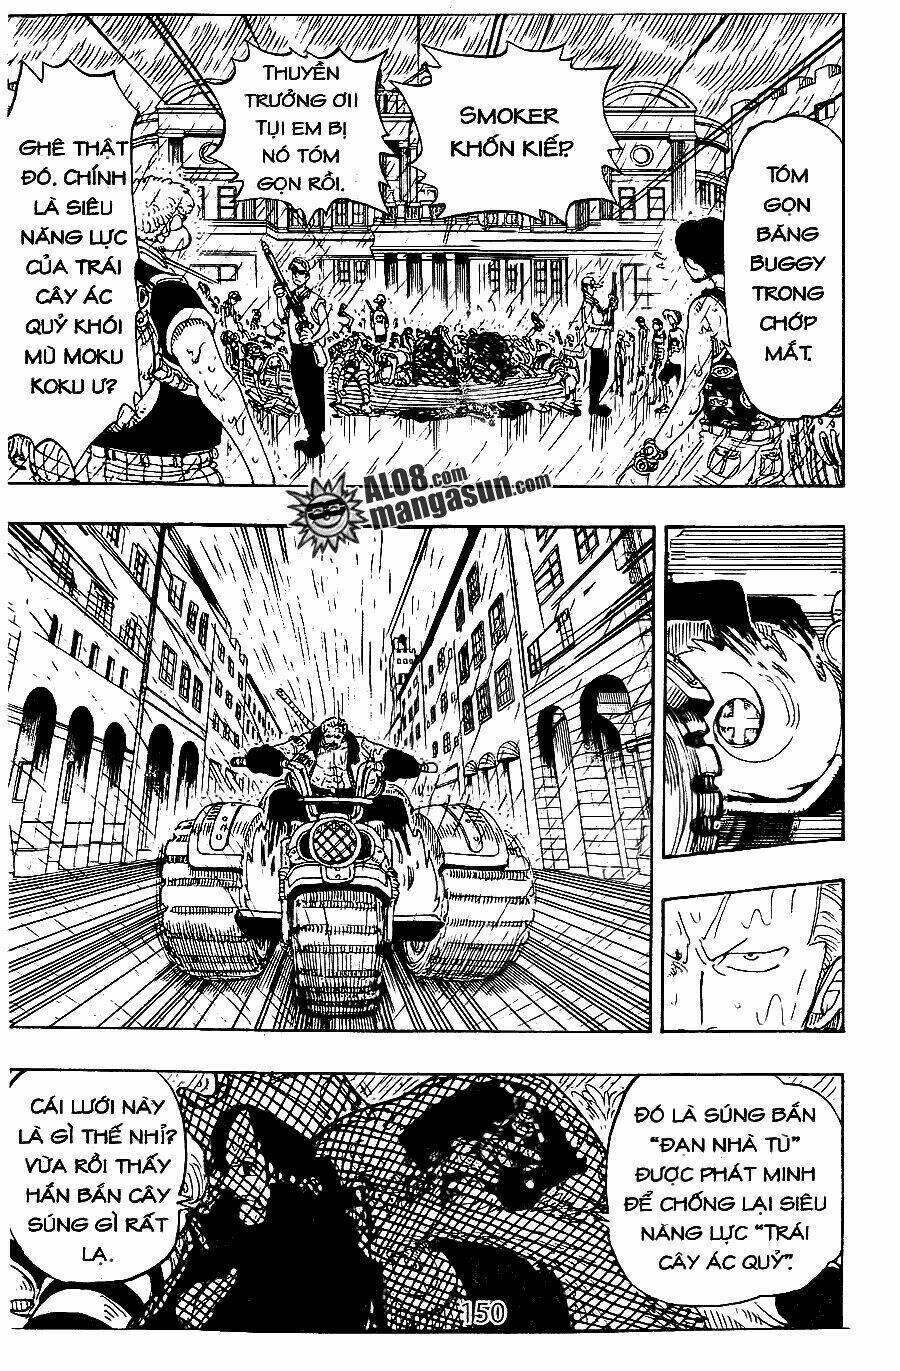 TÓM
GỌN
BĂNG
BUGGY
TRONG
CHỚP
MẮT.
SMOKER
KHỐN KIẾP.
THUYỀN
TRƯỞNG ƠI!
TỤI EM BỊ
NÓ TÓM
GỌN RỒI.
GHÊ THẬT
ĐÓ. CHÍNH
LÀ SIÊU
NĂNG LỰC
CỦA TRÁI
CÂY ÁC
QUỶ KHÓI
MÙ MOKU
KOKU Ư?
AL08.com
mangasun.com
ĐÓ LÀ SÚNG BẮN
"ĐẠN NHÀ TÙ"
ĐƯỢC PHÁT MINH
ĐỂ CHỐNG LẠI SIÊU
NĂNG LỰC "TRÁI
CÂY ÁC QUỶ".
CÁI LƯỚI NÀY
LÀ GÌ THẾ NHỈ?
VỪA RỒI THẤY
HẮN BẮN CÂY
SÚNG GÌ RẤT
LẠ.
150